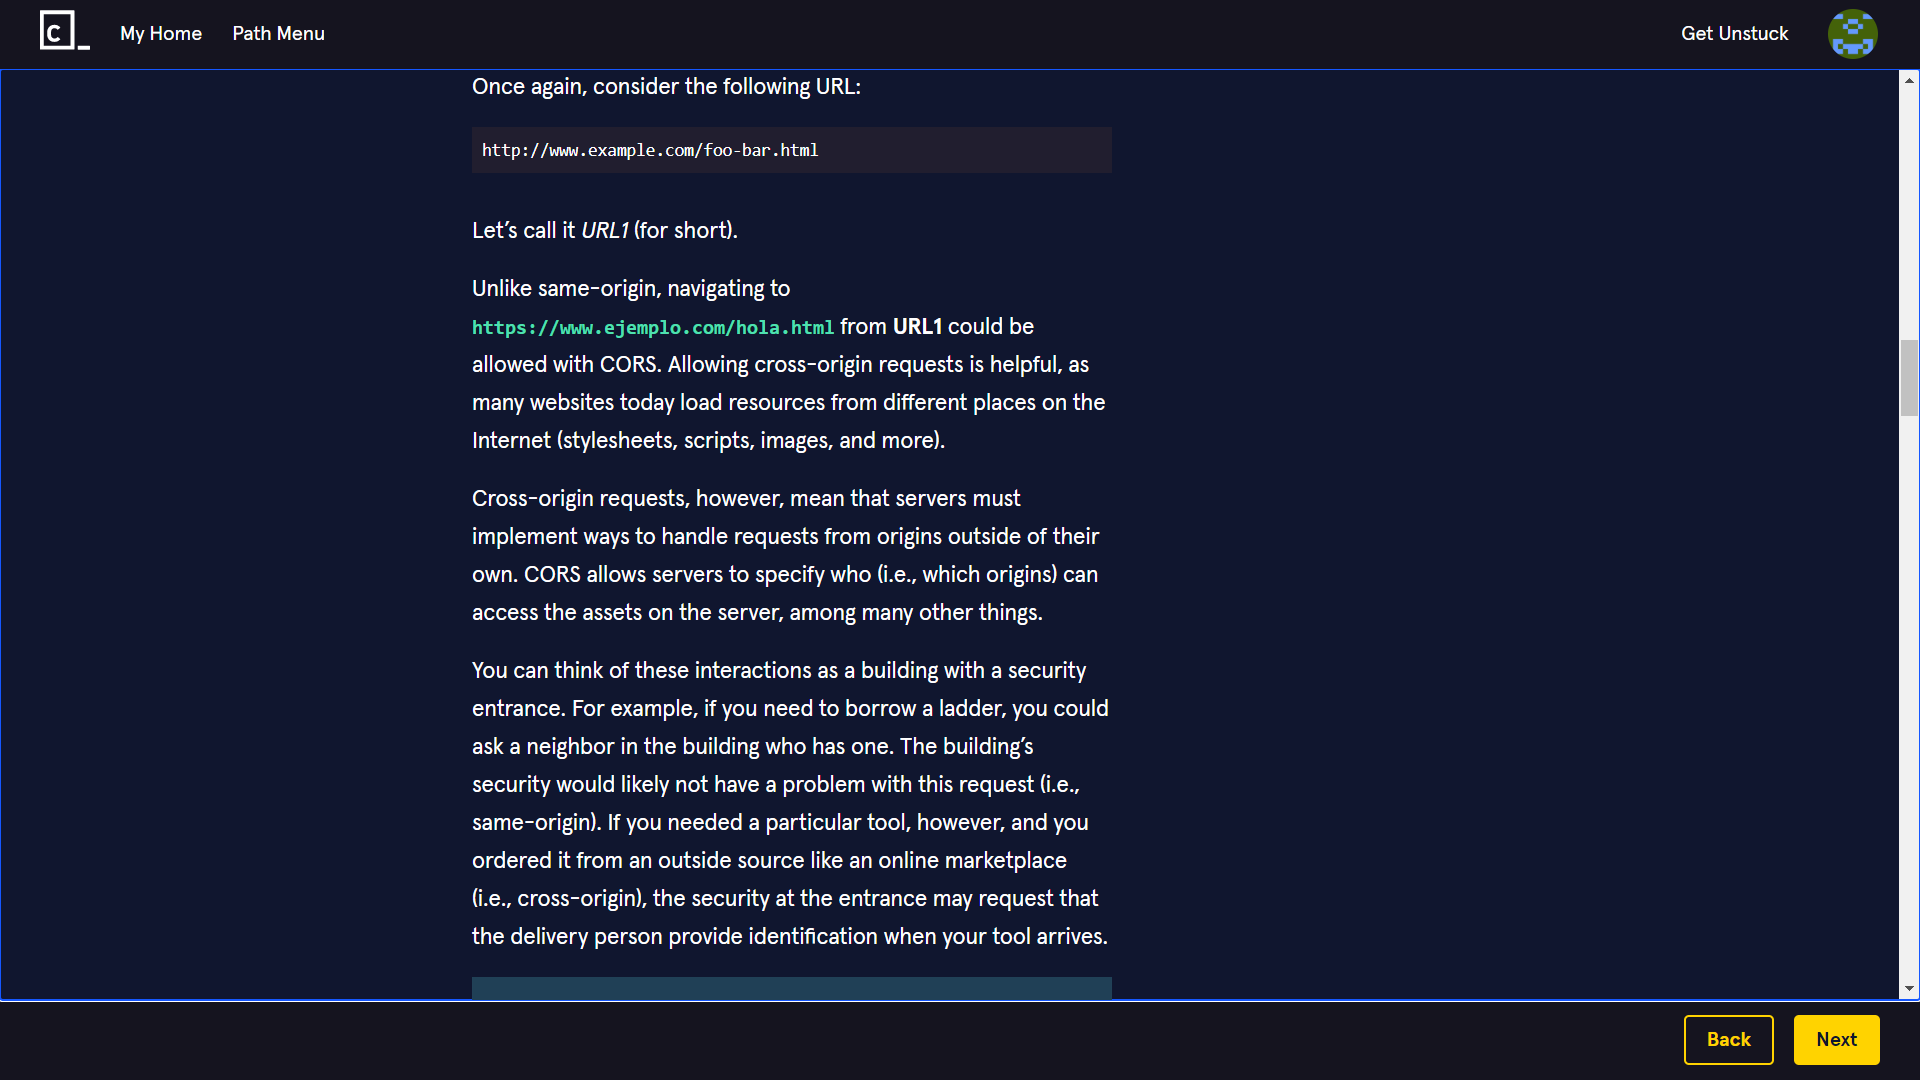 C_
My Home
Path Menu
Get Unstuck
Once again, consider the following URL:
http://www.example.com/foo-bar.html
Let’s call it URL1 (for short).
Unlike same-origin, navigating to
https://www.ejemplo.com/hola.html from URL1 could be
allowed with CORS. Allowing cross-origin requests is helpful, as
many websites today load resources from different places on the
Internet (stylesheets, scripts, images, and more).
Cross-origin requests, however, mean that servers must
implement ways to handle requests from origins outside of their
own. CORS allows servers to specify who (i.e., which origins) can
access the assets on the server, among many other things.
You can think of these interactions as a building with a security
entrance. For example, if you need to borrow a ladder, you could
ask a neighbor in the building who has one. The building’s
security would likely not have a problem with this request (i.e.,
same-origin). If you needed a particular tool, however, and you
ordered it from an outside source like an online marketplace
(i.e., cross-origin), the security at the entrance may request that
the delivery person provide identification when your tool arrives.
Back
Next